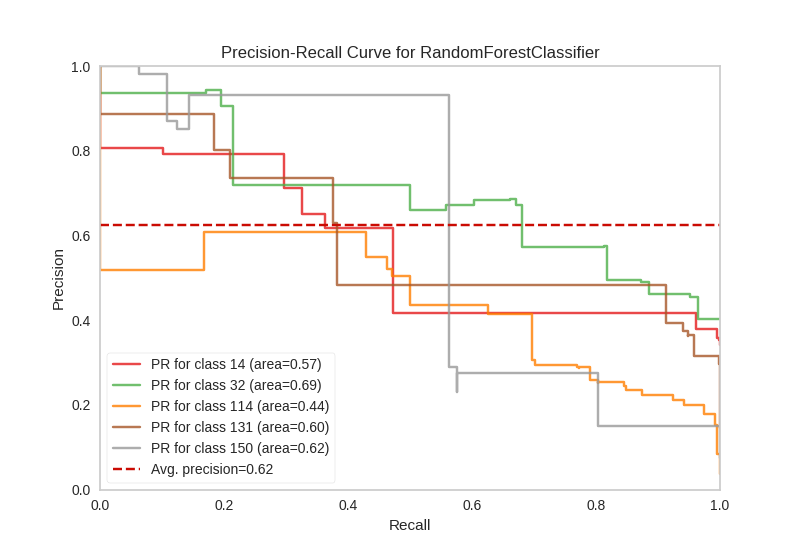 Precision-Recall Curve for RandomForestClassifier
1.0
0.8
0.6
0.4
0.2
0.0
Precision
PR for class 14 (area=0.57)
PR for class 32 (area=0.69)
PR for class 114 (area=0.44)
PR for class 131 (area=0.60)
PR for class 150 (area=0.62)
Avg. precision=0.62
0.0 0.2 0.4 0.6 0.8 1.0
Recall